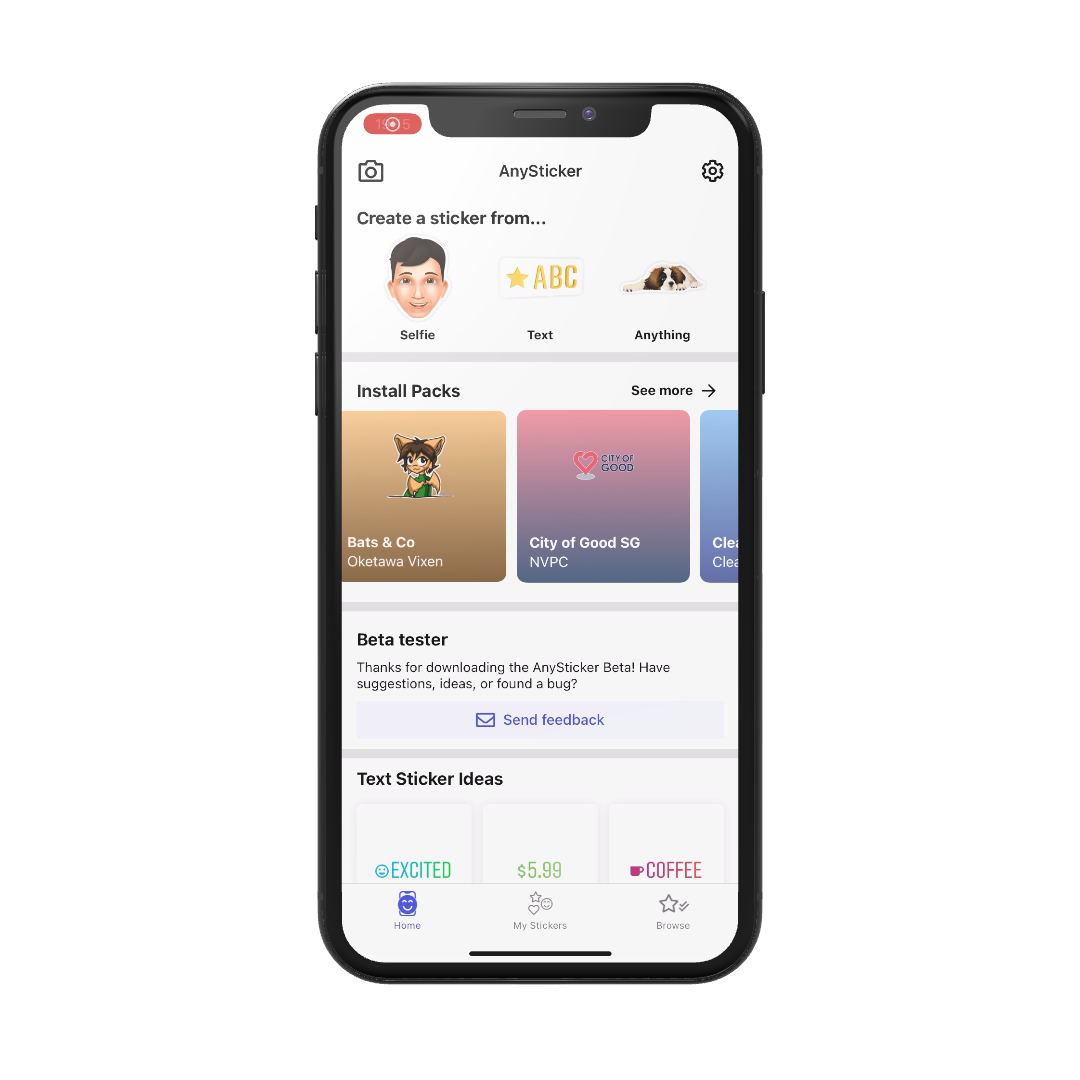 AnySticker
Create a sticker from...
ABC
Selfie
Text
Anything
Install Packs
See more
CITY OF
GOOD
Bats & Co
Oketawa Vixen
City of Good SG
NVPC
Clea
Clea
Beta tester
Thanks for downloading the AnySticker Beta! Have
suggestions, ideas, or found a bug?
Send feedback
Text Sticker Ideas
EXCITED
$5.99
COFFEE
Home
My Stickers
Browse